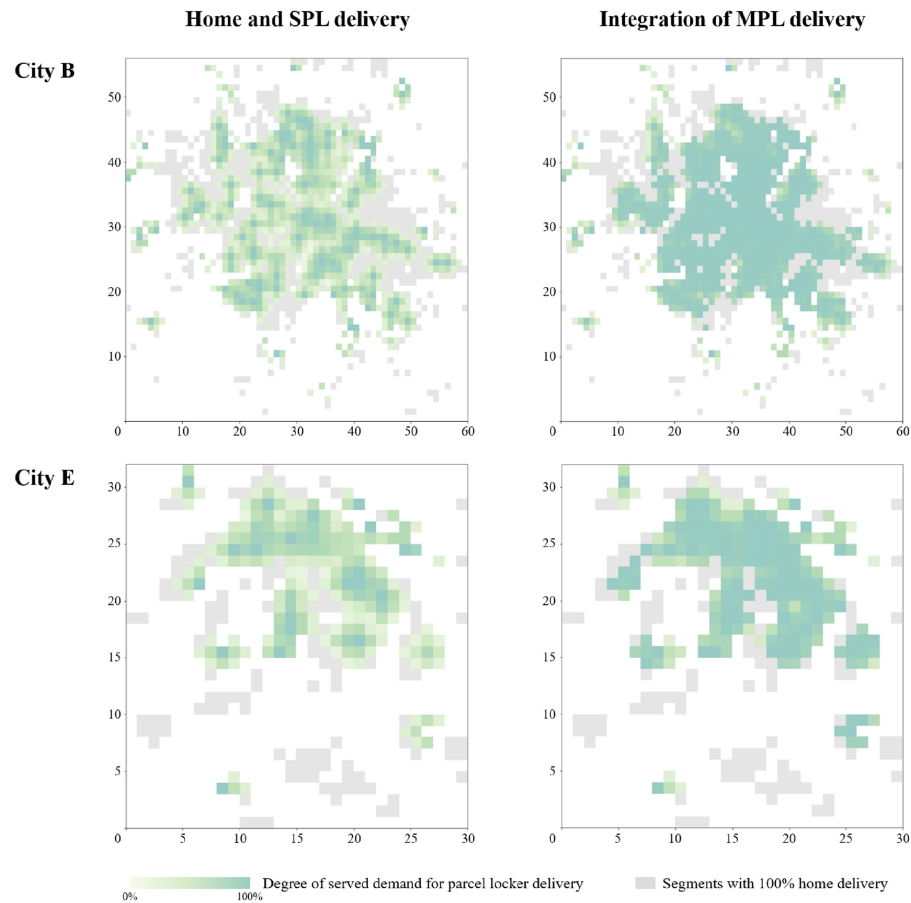 Home and SPL delivery Integration of MPL delivery
City B
50 50
40 40
30 30
20 20
10 10
0 10 20 30 40 50 60 0 10 20 30 40 50 60
City E
30 30
25 25
20 20
15 15
10 10
5 5
0 5 10 15 20 25 30 0 5 10 15 20 25 30
Degree of served demand for parcel locker delivery Segments with 100% home delivery
0% 100%